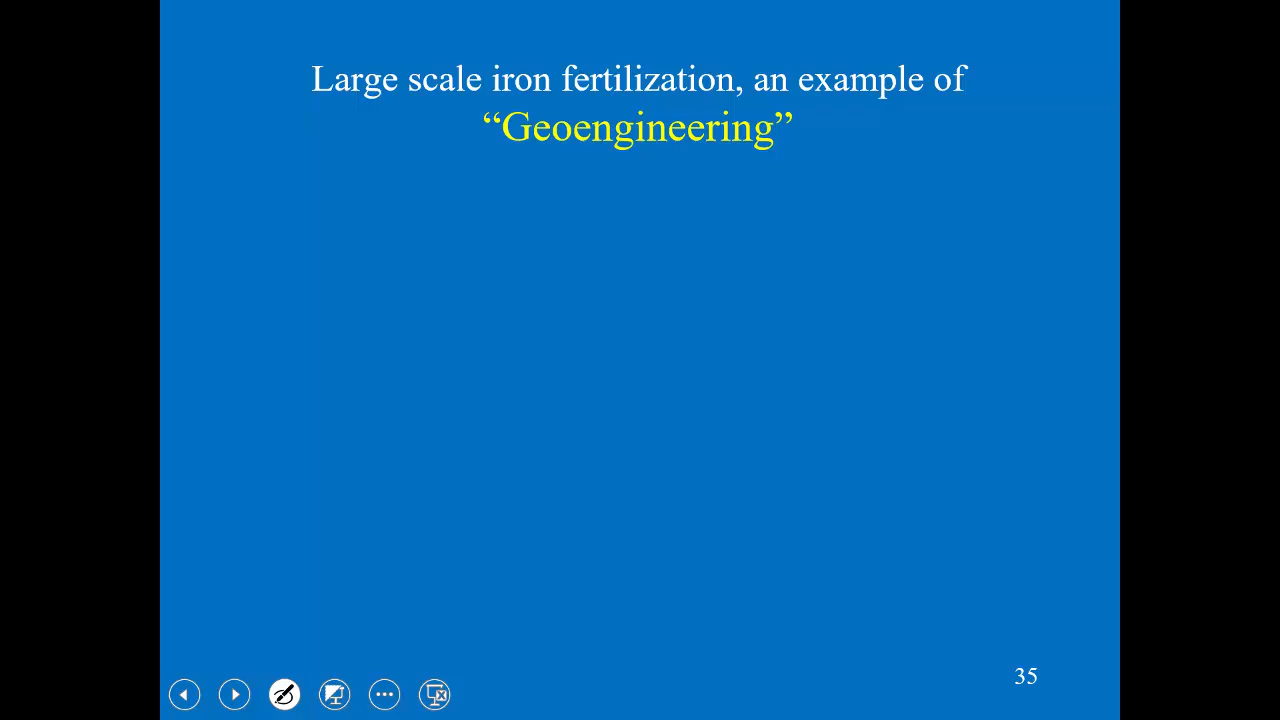 Large scale iron fertilization, an example of
“Geoengineering”
35